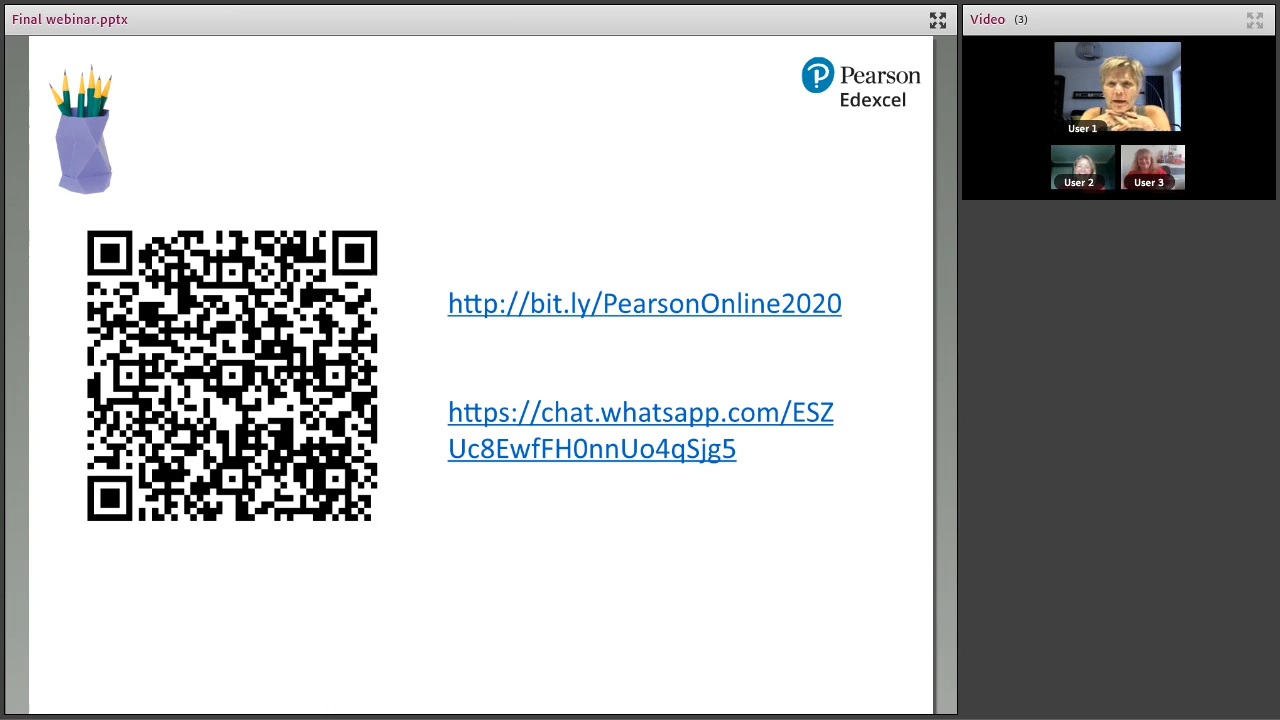 Final webinar.pptx
Video (3)
Pearson
Edexcel
User 1
User 2
User 3
http://bit.ly/PearsonOnline2020
https://chat.whatsapp.com/ESZ
Uc8EwfFH0nnUo4qSjg5